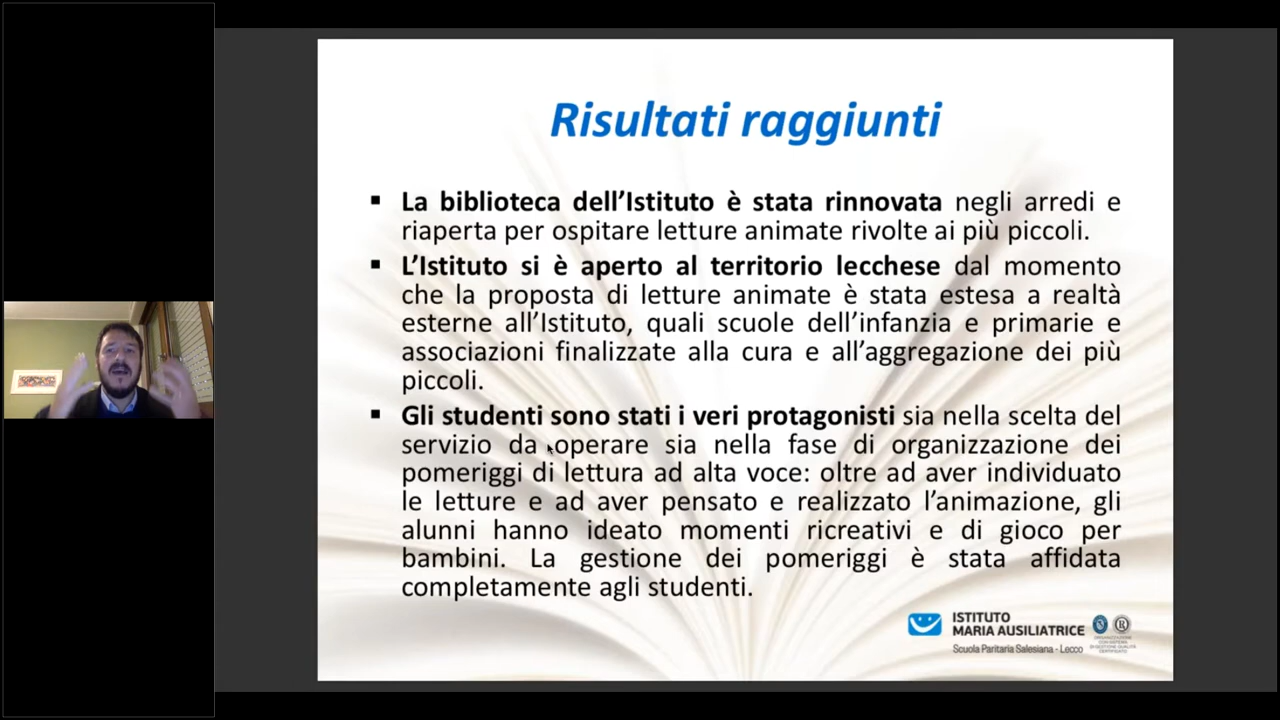 Risultati raggiunti
▪ La biblioteca dell’Istituto è stata rinnovata negli arredi e
riaperta per ospitare letture animate rivolte ai più piccoli.
▪ L’Istituto si è aperto al territorio lecchese dal momento
che la proposta di letture animate è stata estesa a realtà
esterne all’Istituto, quali scuole dell’infanzia e primarie e
associazioni finalizzate alla cura e all’aggregazione dei più
piccoli.
▪ Gli studenti sono stati i veri protagonisti sia nella scelta del
servizio da operare sia nella fase di organizzazione dei
pomeriggi di lettura ad alta voce: oltre ad aver individuato
le letture e ad aver pensato e realizzato l’animazione, gli
alunni hanno ideato momenti ricreativi e di gioco per
bambini. La gestione dei pomeriggi è stata affidata
completamente agli studenti.
ISTITUTO
MARIA AUSILIATRICE
Scuola Paritaria Salesiana - Lecco